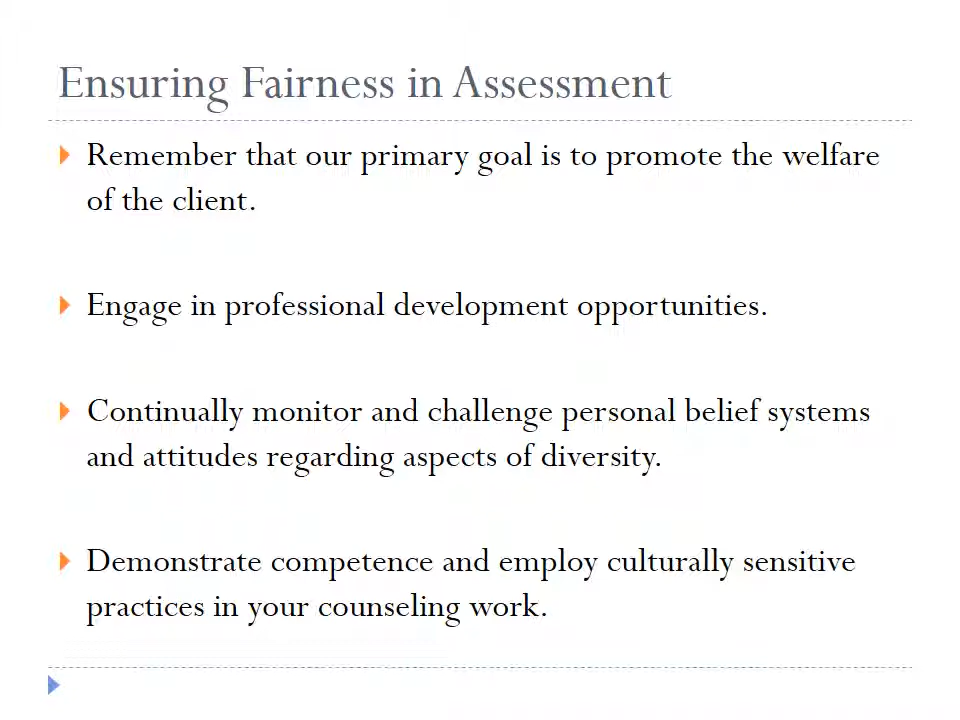 Ensuring Fairness in Assessment
Remember that our primary goal is to promote the welfare
of the client.
Engage in professional development opportunities.
Continually monitor and challenge personal belief systems
and attitudes regarding aspects of diversity.
Demonstrate competence and employ culturally sensitive
practices in your counseling work.